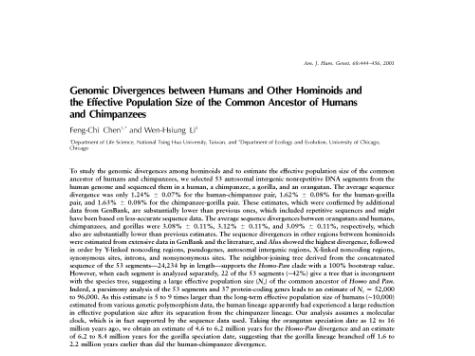 Am. J. Hum. Genet. 68:444–456, 2001
Genomic Divergences between Humans and Other Hominoids and
the Effective Population Size of the Common Ancestor of Humans
and Chimpanzees
Feng-Chi Chen1,* and Wen-Hsiung Li2
1Department of Life Science, National Tsing Hua University, Taiwan, and 2Department of Ecology and Evolution, University of Chicago,
Chicago
To study the genomic divergences among hominoids and to estimate the effective population size of the common
ancestor of humans and chimpanzees, we selected 53 autosomal intergenic nonrepetitive DNA segments from the
human genome and sequenced them in a human, a chimpanzee, a gorilla, and an orangutan. The average sequence
divergence was only 1.24% ± 0.07% for the human-chimpanzee pair, 1.62% ± 0.08% for the human-gorilla
pair, and 1.63% ± 0.08% for the chimpanzee-gorilla pair. These estimates, which were confirmed by additional
data from GenBank, are substantially lower than previous ones, which included repetitive sequences and might
have been based on less-accurate sequence data. The average sequence divergences between orangutans and humans,
chimpanzees, and gorillas were 3.08% ± 0.11%, 3.12% ± 0.11%, and 3.09% ± 0.11%, respectively, which
also are substantially lower than previous estimates. The sequence divergences in other regions between hominoids
were estimated from extensive data in GenBank and the literature, and Alus showed the highest divergence, followed
in order by Y-linked noncoding regions, pseudogenes, autosomal intergenic regions, X-linked noncoding regions,
synonymous sites, introns, and nonsynonymous sites. The neighbor-joining tree derived from the concatenated
sequence of the 53 segments—24,234 bp in length—supports the Homo-Pan clade with a 100% bootstrap value.
However, when each segment is analyzed separately, 22 of the 53 segments (∼42%) give a tree that is incongruent
with the species tree, suggesting a large effective population size (Ne) of the common ancestor of Homo and Pan.
Indeed, a parsimony analysis of the 53 segments and 37 protein-coding genes leads to an estimate of Ne = 52,000
to 96,000. As this estimate is 5 to 9 times larger than the long-term effective population size of humans (∼10,000)
estimated from various genetic polymorphism data, the human lineage apparently had experienced a large reduction
in effective population size after its separation from the chimpanzee lineage. Our analysis assumes a molecular
clock, which is in fact supported by the sequence data used. Taking the orangutan speciation date as 12 to 16
million years ago, we obtain an estimate of 4.6 to 6.2 million years for the Homo-Pan divergence and an estimate
of 6.2 to 8.4 million years for the gorilla speciation date, suggesting that the gorilla lineage branched off 1.6 to
2.2 million years earlier than did the human-chimpanzee divergence.